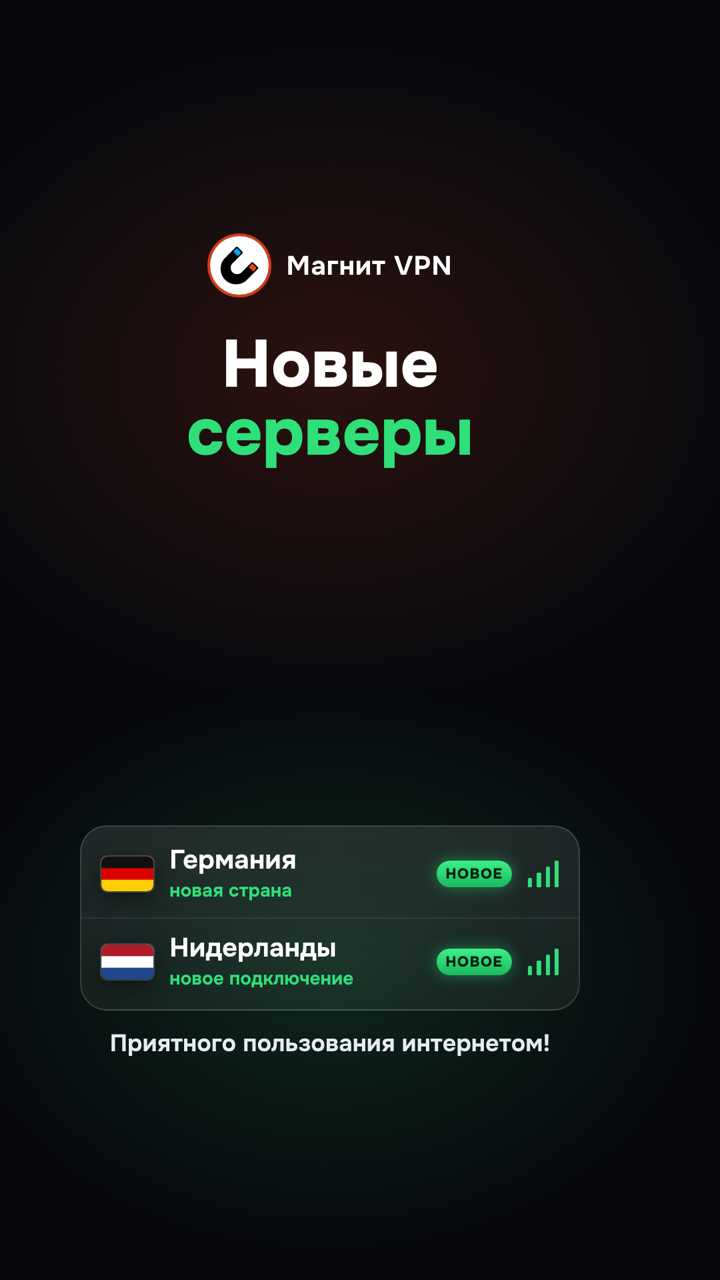 Магнит VPN
Новые
серверы
Германия
новая страна
НОВОЕ
Нидерланды
новое подключение
НОВОЕ
Приятного пользования интернетом!